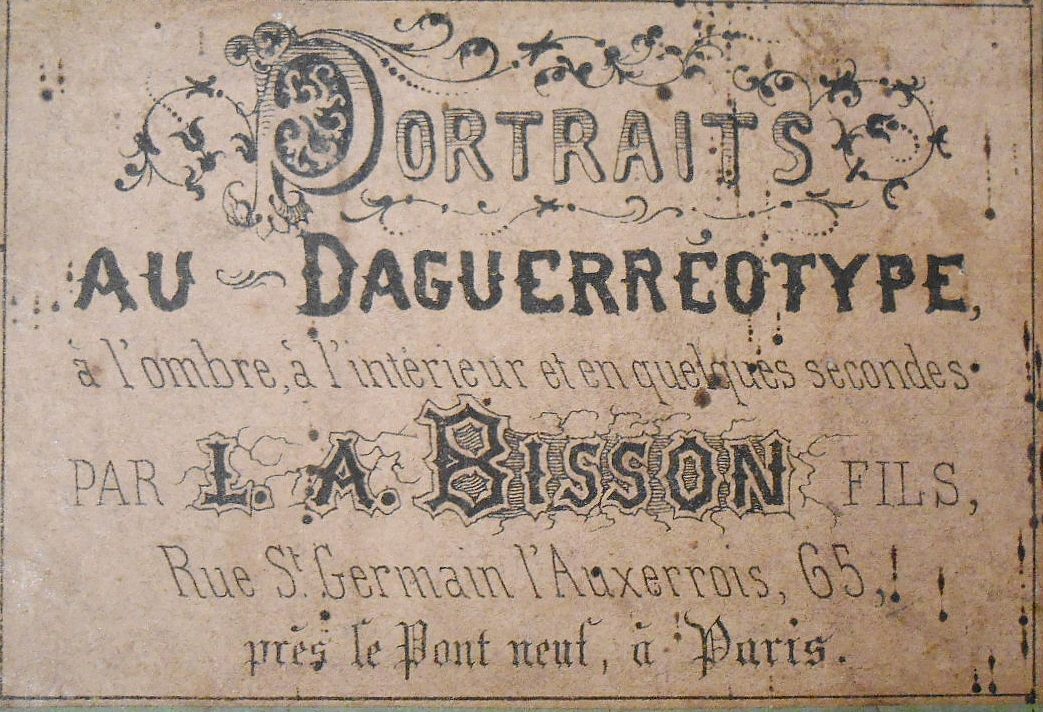 PORTRAITS
AU DAGUERRÉOTYPE,
à l'ombre, à l'intérieur et en quelques secondes.
PAR L. A. BISSON FILS,
Rue St. Germain l'Auxerrois, 65,
près le Pont neuf, à Paris.